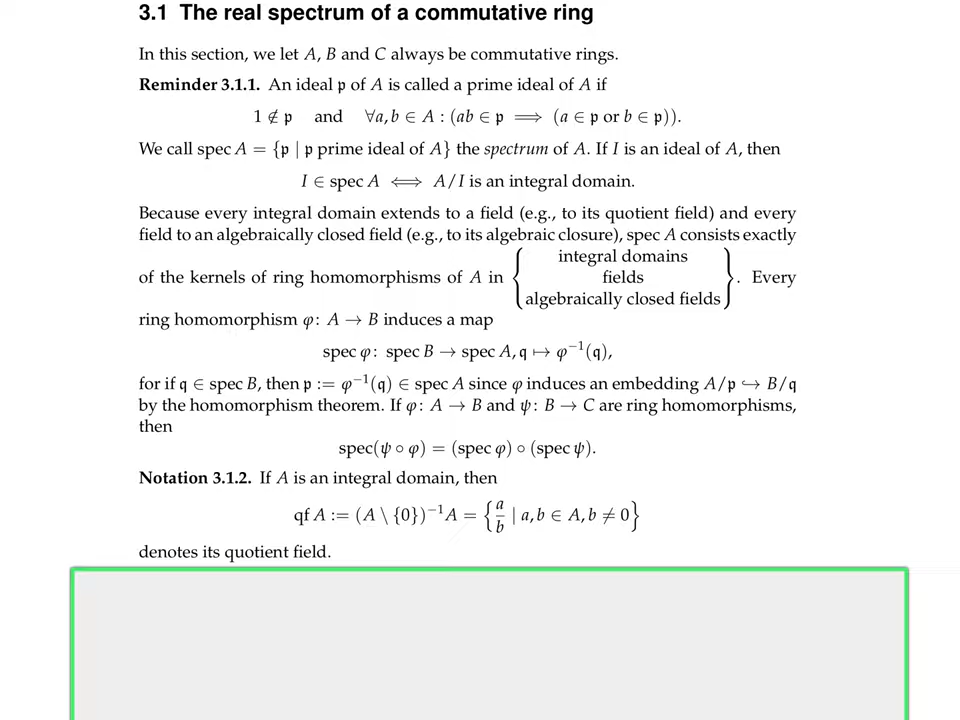 3.1 The real spectrum of a commutative ring
In this section, we let A, B and C always be commutative rings.
Reminder 3.1.1. An ideal 𝔭 of A is called a prime ideal of A if
1 ∉ 𝔭 and ∀a, b ∈ A : (ab ∈ 𝔭 ⟹ (a ∈ 𝔭 or b ∈ 𝔭)).
We call spec A = {𝔭 | 𝔭 prime ideal of A} the spectrum of A. If I is an ideal of A, then
I ∈ spec A ⟺ A/I is an integral domain.
Because every integral domain extends to a field (e.g., to its quotient field) and every
field to an algebraically closed field (e.g., to its algebraic closure), spec A consists exactly
of the kernels of ring homomorphisms of A in { integral domains
fields
algebraically closed fields } . Every
ring homomorphism φ: A → B induces a map
spec φ: spec B → spec A, 𝔮 ↦ φ⁻¹(𝔮),
for if 𝔮 ∈ spec B, then 𝔭 := φ⁻¹(𝔮) ∈ spec A since φ induces an embedding A/𝔭 ↪ B/𝔮
by the homomorphism theorem. If φ: A → B and ψ: B → C are ring homomorphisms,
then
spec(ψ ∘ φ) = (spec φ) ∘ (spec ψ).
Notation 3.1.2. If A is an integral domain, then
qf A := (A \ {0})⁻¹A = { a/b | a, b ∈ A, b ≠ 0 }
denotes its quotient field.